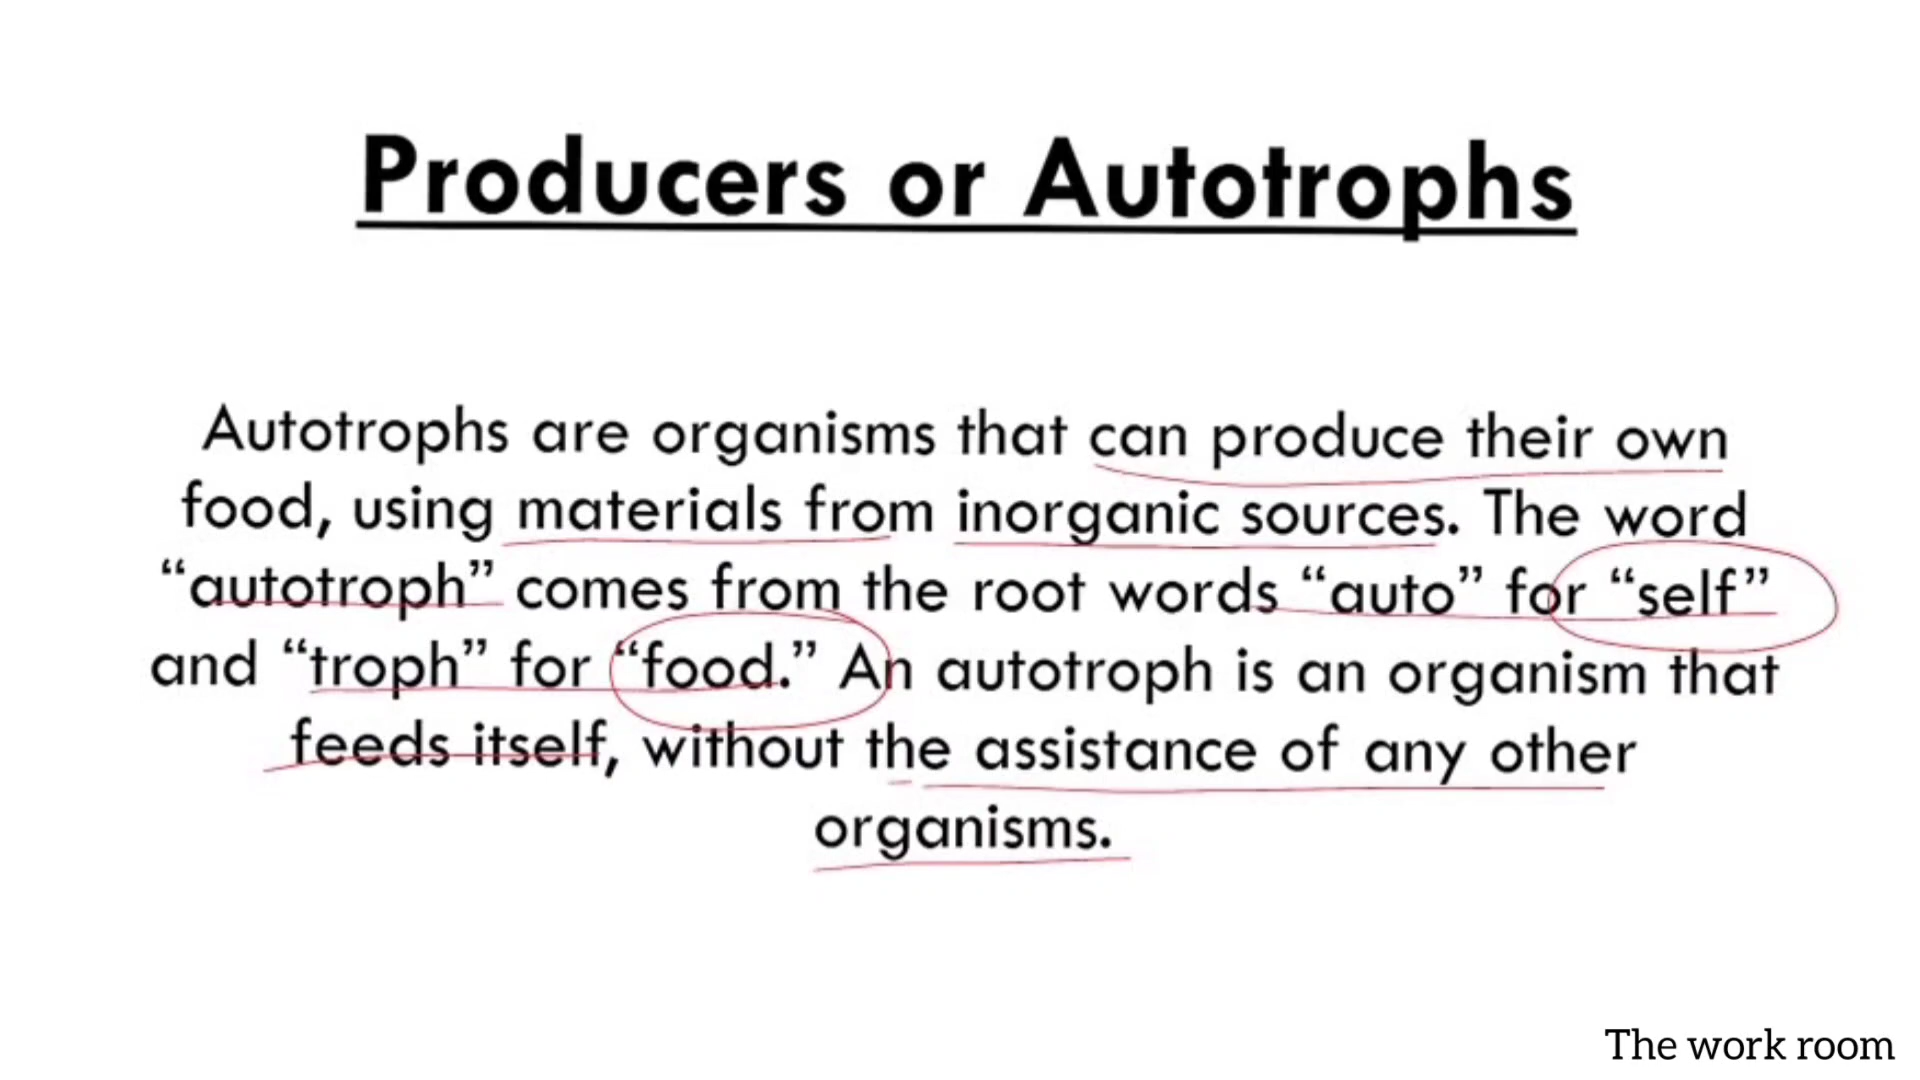 Producers or Autotrophs
Autotrophs are organisms that can produce their own
food, using materials from inorganic sources. The word
“autotroph” comes from the root words “auto” for “self”
and “troph” for “food.” An autotroph is an organism that
feeds itself, without the assistance of any other
organisms.
The work room